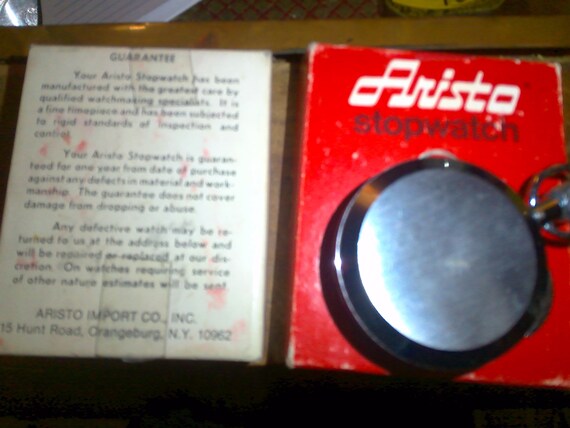 GUARANTEE
Your Aristo Stopwatch has been
manufactured with the greatest care by
qualified watchmaking specialists. It is
a fine timepiece and has been subjected
to rigid standards of inspection and
control
Your Aristo Stopwatch is guaran-
teed for one year from date of purchase
against any defects in material and work-
manship. The guarantee does not cover
damage from dropping or abuse.
Any defective watch may be re-
turned to us at the address below and
will be repaired or replaced at our dis-
cretion. On watches requiring service
of other nature estimates will be sent.
ARISTO IMPORT CO., INC.
15 Hunt Road, Orangeburg, N.Y. 10962
Aristo
stopwatch